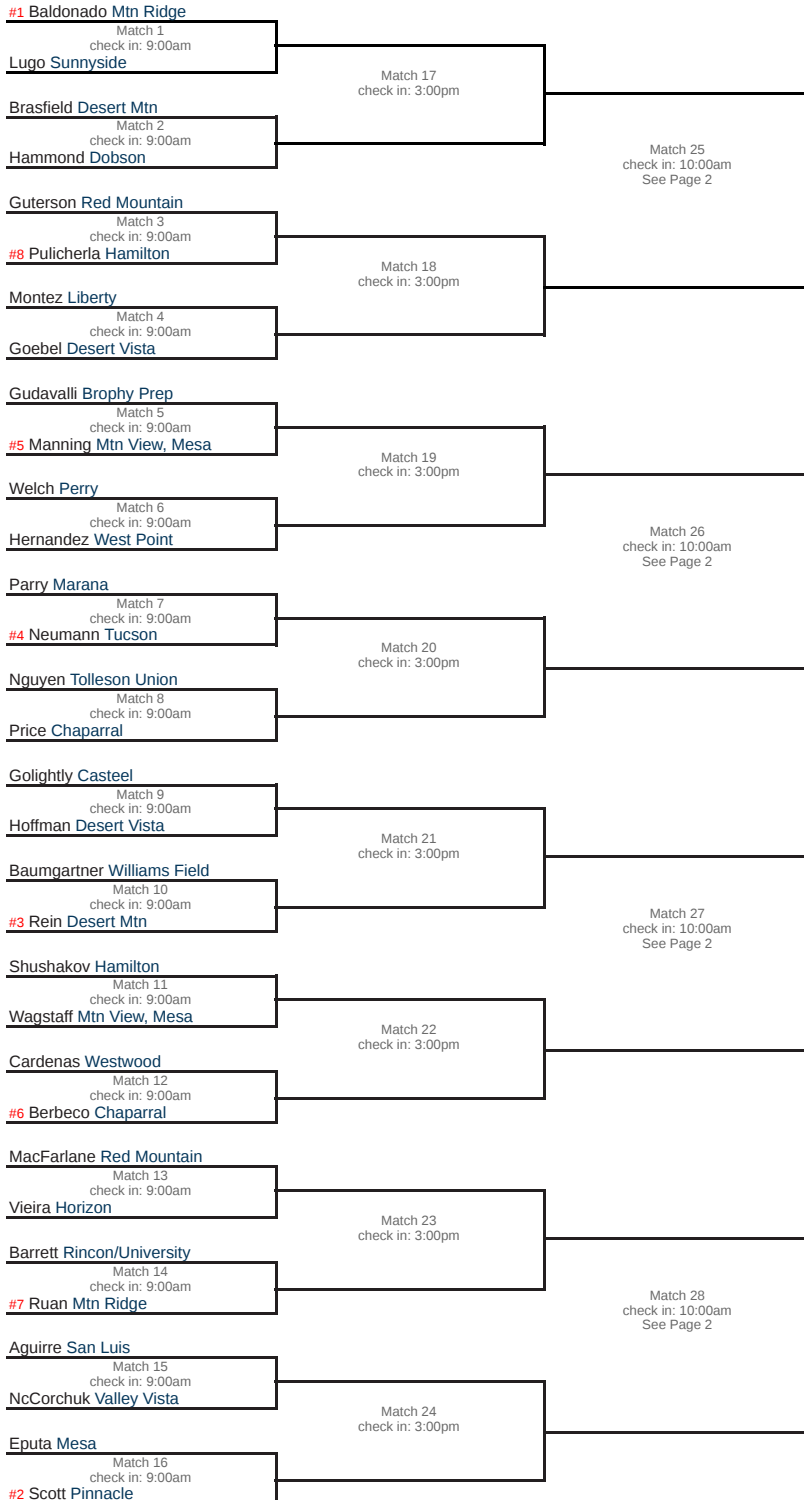 #1 Baldonado Mtn Ridge
Match 1
check in: 9:00am
Lugo Sunnyside
Match 17
check in: 3:00pm
Brasfield Desert Mtn
Match 2
check in: 9:00am
Hammond Dobson
Match 25
check in: 10:00am
See Page 2
Guterson Red Mountain
Match 3
check in: 9:00am
#8 Pulicherla Hamilton
Match 18
check in: 3:00pm
Montez Liberty
Match 4
check in: 9:00am
Goebel Desert Vista
Gudavalli Brophy Prep
Match 5
check in: 9:00am
#5 Manning Mtn View, Mesa
Match 19
check in: 3:00pm
Welch Perry
Match 6
check in: 9:00am
Hernandez West Point
Match 26
check in: 10:00am
See Page 2
Parry Marana
Match 7
check in: 9:00am
#4 Neumann Tucson
Match 20
check in: 3:00pm
Nguyen Tolleson Union
Match 8
check in: 9:00am
Price Chaparral
Golightly Casteel
Match 9
check in: 9:00am
Hoffman Desert Vista
Match 21
check in: 3:00pm
Baumgartner Williams Field
Match 10
check in: 9:00am
#3 Rein Desert Mtn
Match 27
check in: 10:00am
See Page 2
Shushakov Hamilton
Match 11
check in: 9:00am
Wagstaff Mtn View, Mesa
Match 22
check in: 3:00pm
Cardenas Westwood
Match 12
check in: 9:00am
#6 Berbeco Chaparral
MacFarlane Red Mountain
Match 13
check in: 9:00am
Vieira Horizon
Match 23
check in: 3:00pm
Barrett Rincon/University
Match 14
check in: 9:00am
#7 Ruan Mtn Ridge
Match 28
check in: 10:00am
See Page 2
Aguirre San Luis
Match 15
check in: 9:00am
NcCorchuk Valley Vista
Match 24
check in: 3:00pm
Eputa Mesa
Match 16
check in: 9:00am
#2 Scott Pinnacle